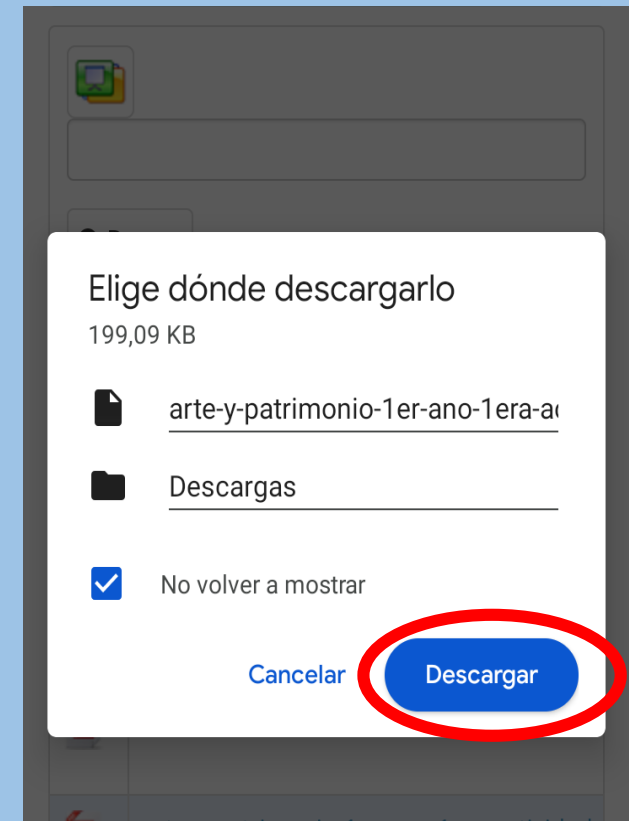 Elige dónde descargarlo
199,09 KB
arte-y-patrimonio-1er-ano-1era-a
Descargas
No volver a mostrar
Cancelar
Descargar